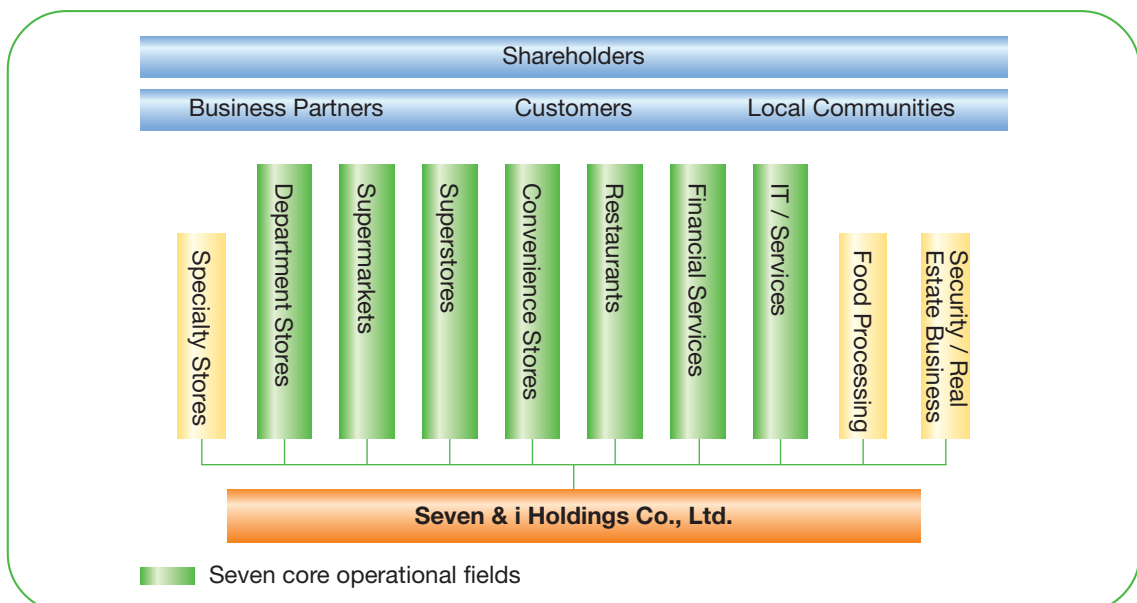 Shareholders
Business Partners
Customers
Local Communities
Specialty Stores
Department Stores
Supermarkets
Superstores
Convenience Stores
Restaurants
Financial Services
IT / Services
Food Processing
Security / Real
Estate Business
Seven & i Holdings Co., Ltd.
Seven core operational fields